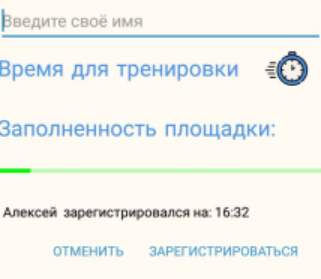 Введите своё имя
Время для тренировки
Заполненность площадки:
Алексей зарегистрировался на: 16:32
ОТМЕНИТЬ ЗАРЕГИСТРИРОВАТЬСЯ